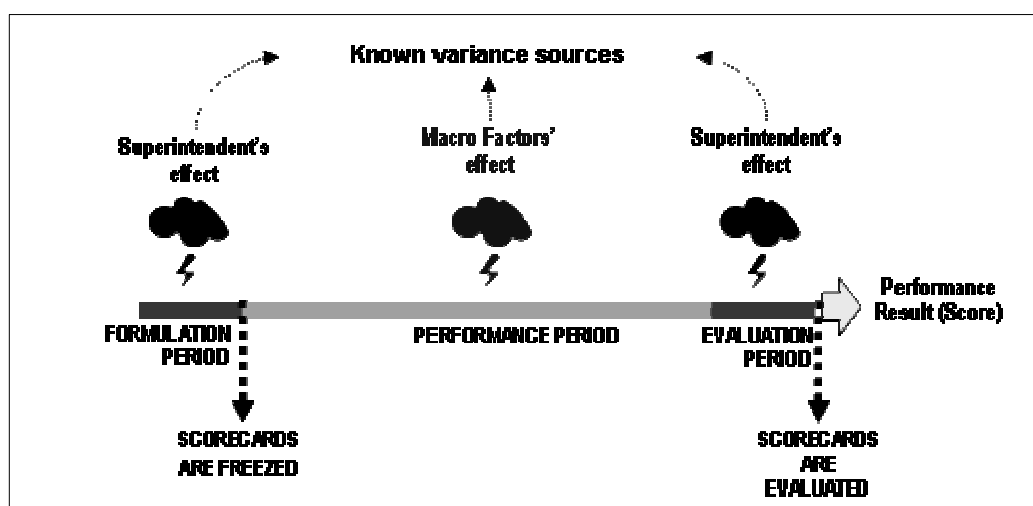 Known variance sources
Superintendent's
effect
Macro Factors'
effect
Superintendent's
effect
Performance
Result (Score)
FORMULATION
PERIOD
PERFORMANCE PERIOD
EVALUATION
PERIOD
SCORECARDS
ARE FREEZED
SCORECARDS
ARE
EVALUATED